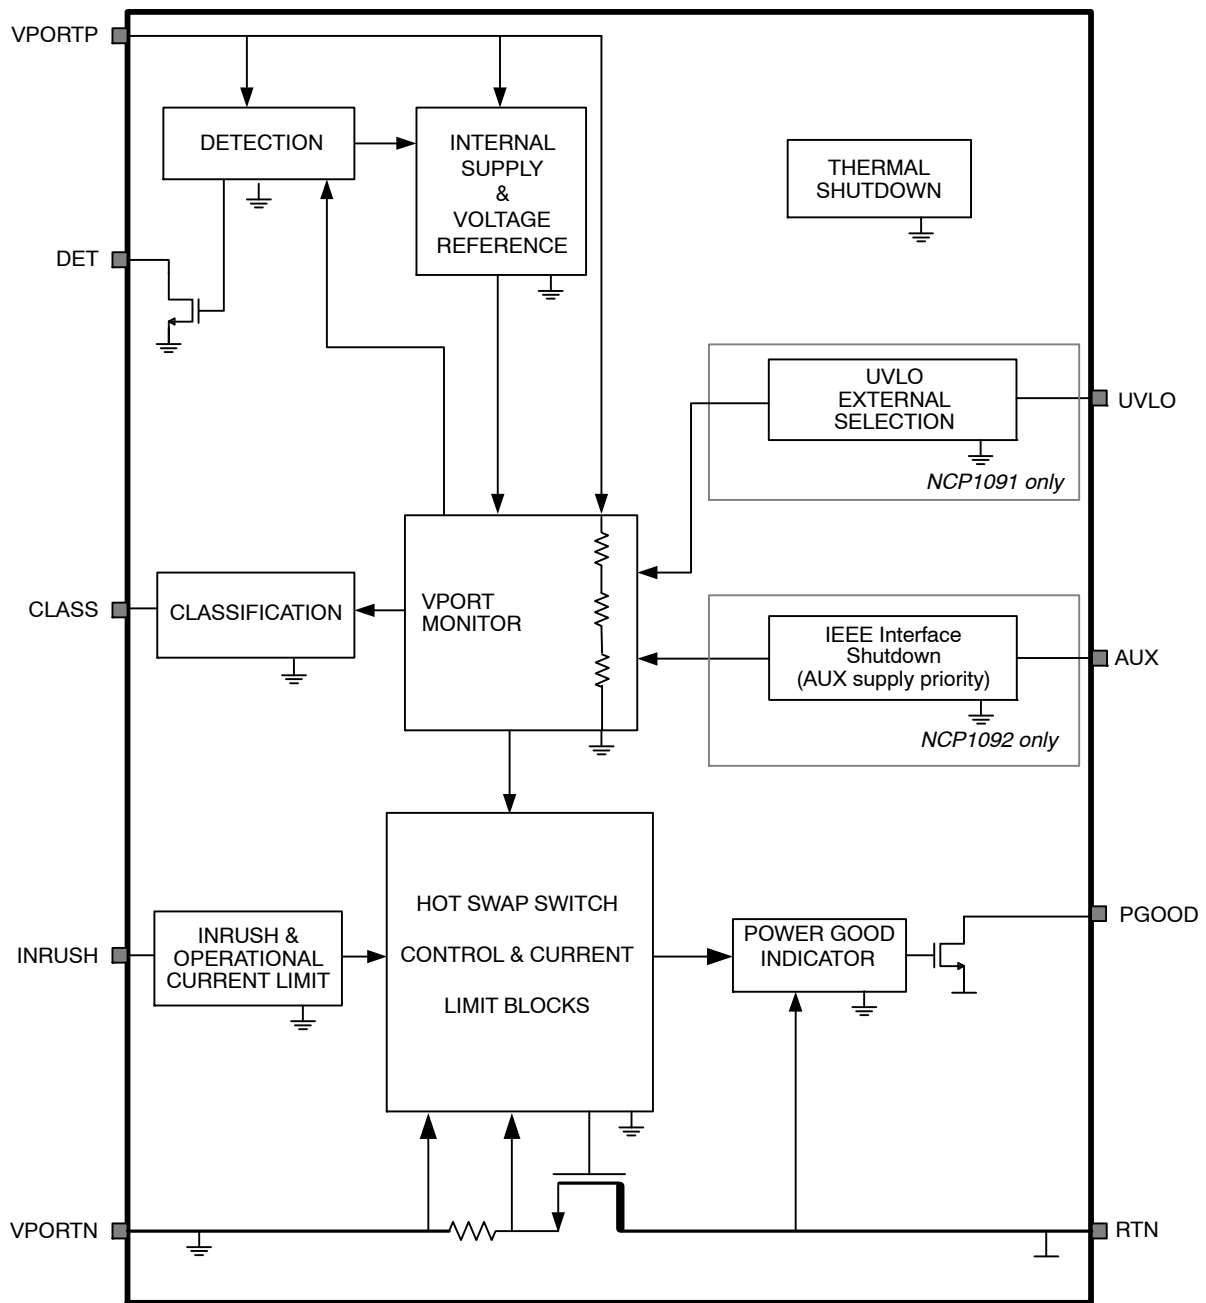 VPORTP
DETECTION
INTERNAL
SUPPLY
&
VOLTAGE
REFERENCE
THERMAL
SHUTDOWN
DET
UVLO
EXTERNAL
SELECTION
UVLO
NCP1091 only
CLASS
CLASSIFICATION
VPORT
MONITOR
IEEE Interface
Shutdown
(AUX supply priority)
AUX
NCP1092 only
INRUSH
INRUSH &
OPERATIONAL
CURRENT LIMIT
HOT SWAP SWITCH
CONTROL & CURRENT
LIMIT BLOCKS
POWER GOOD
INDICATOR
PGOOD
VPORTN
RTN